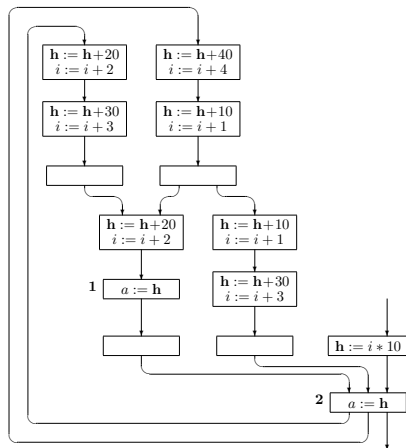 h := h+20
i := i + 2
h := h+40
i := i + 4
h := h+30
i := i + 3
h := h+10
i := i + 1
h := h+20
i := i + 2
h := h+10
i := i + 1
1
a := h
h := h+30
i := i + 3
h := i ∗ 10
2
a := h